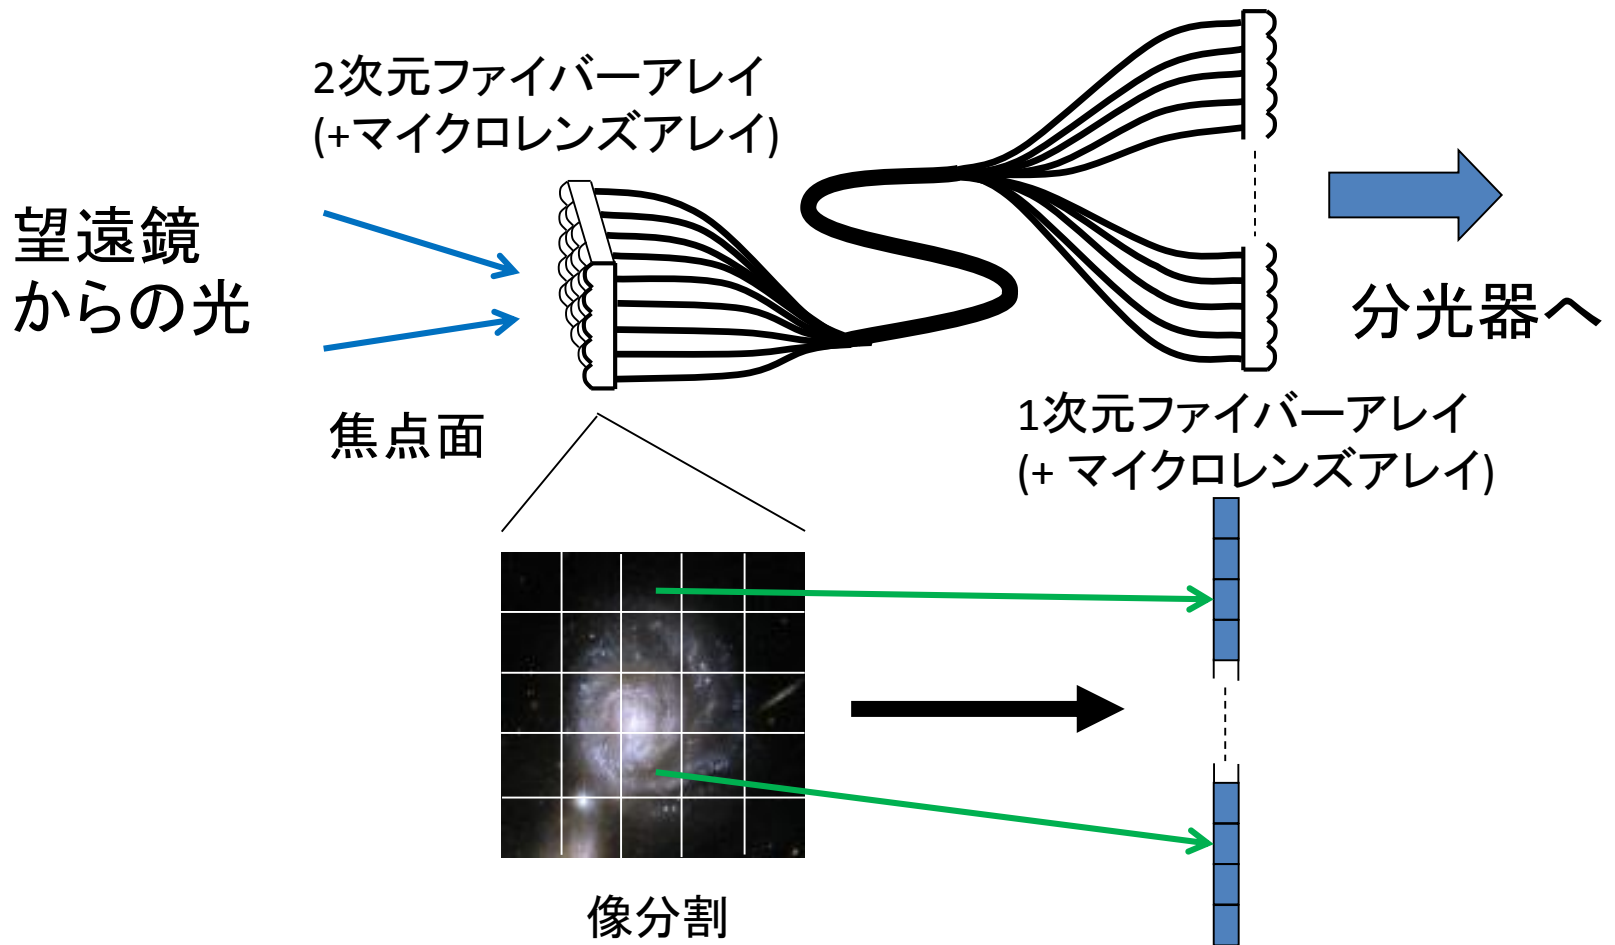 2次元ファイバーアレイ
(+マイクロレンズアレイ)
望遠鏡
からの光
焦点面
分光器へ
1次元ファイバーアレイ
(+ マイクロレンズアレイ)
像分割